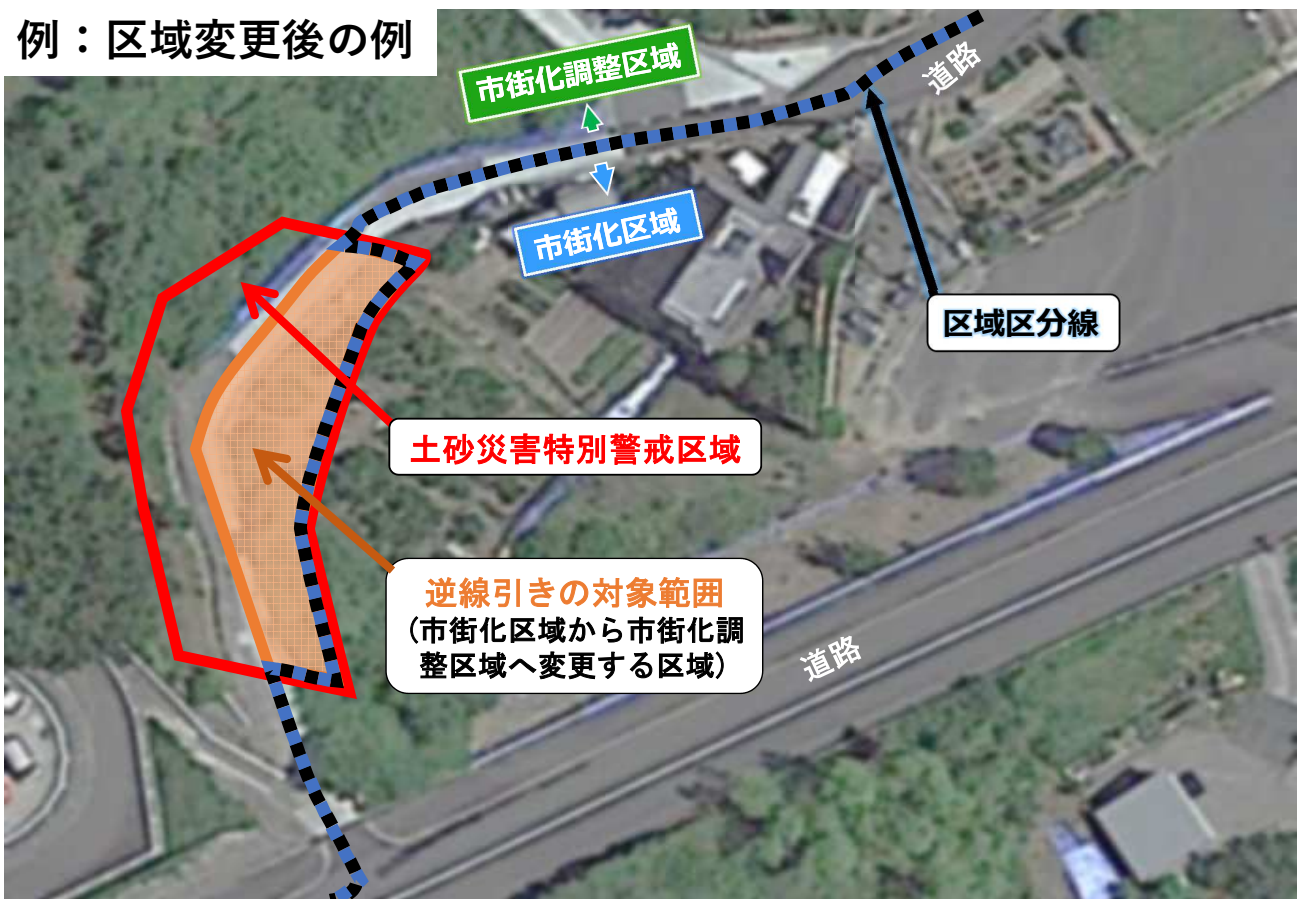 例：区域変更後の例
市街化調整区域
道路
市街化区域
区域区分線
土砂災害特別警戒区域
逆線引きの対象範囲
(市街化区域から市街化調
整区域へ変更する区域)
道路